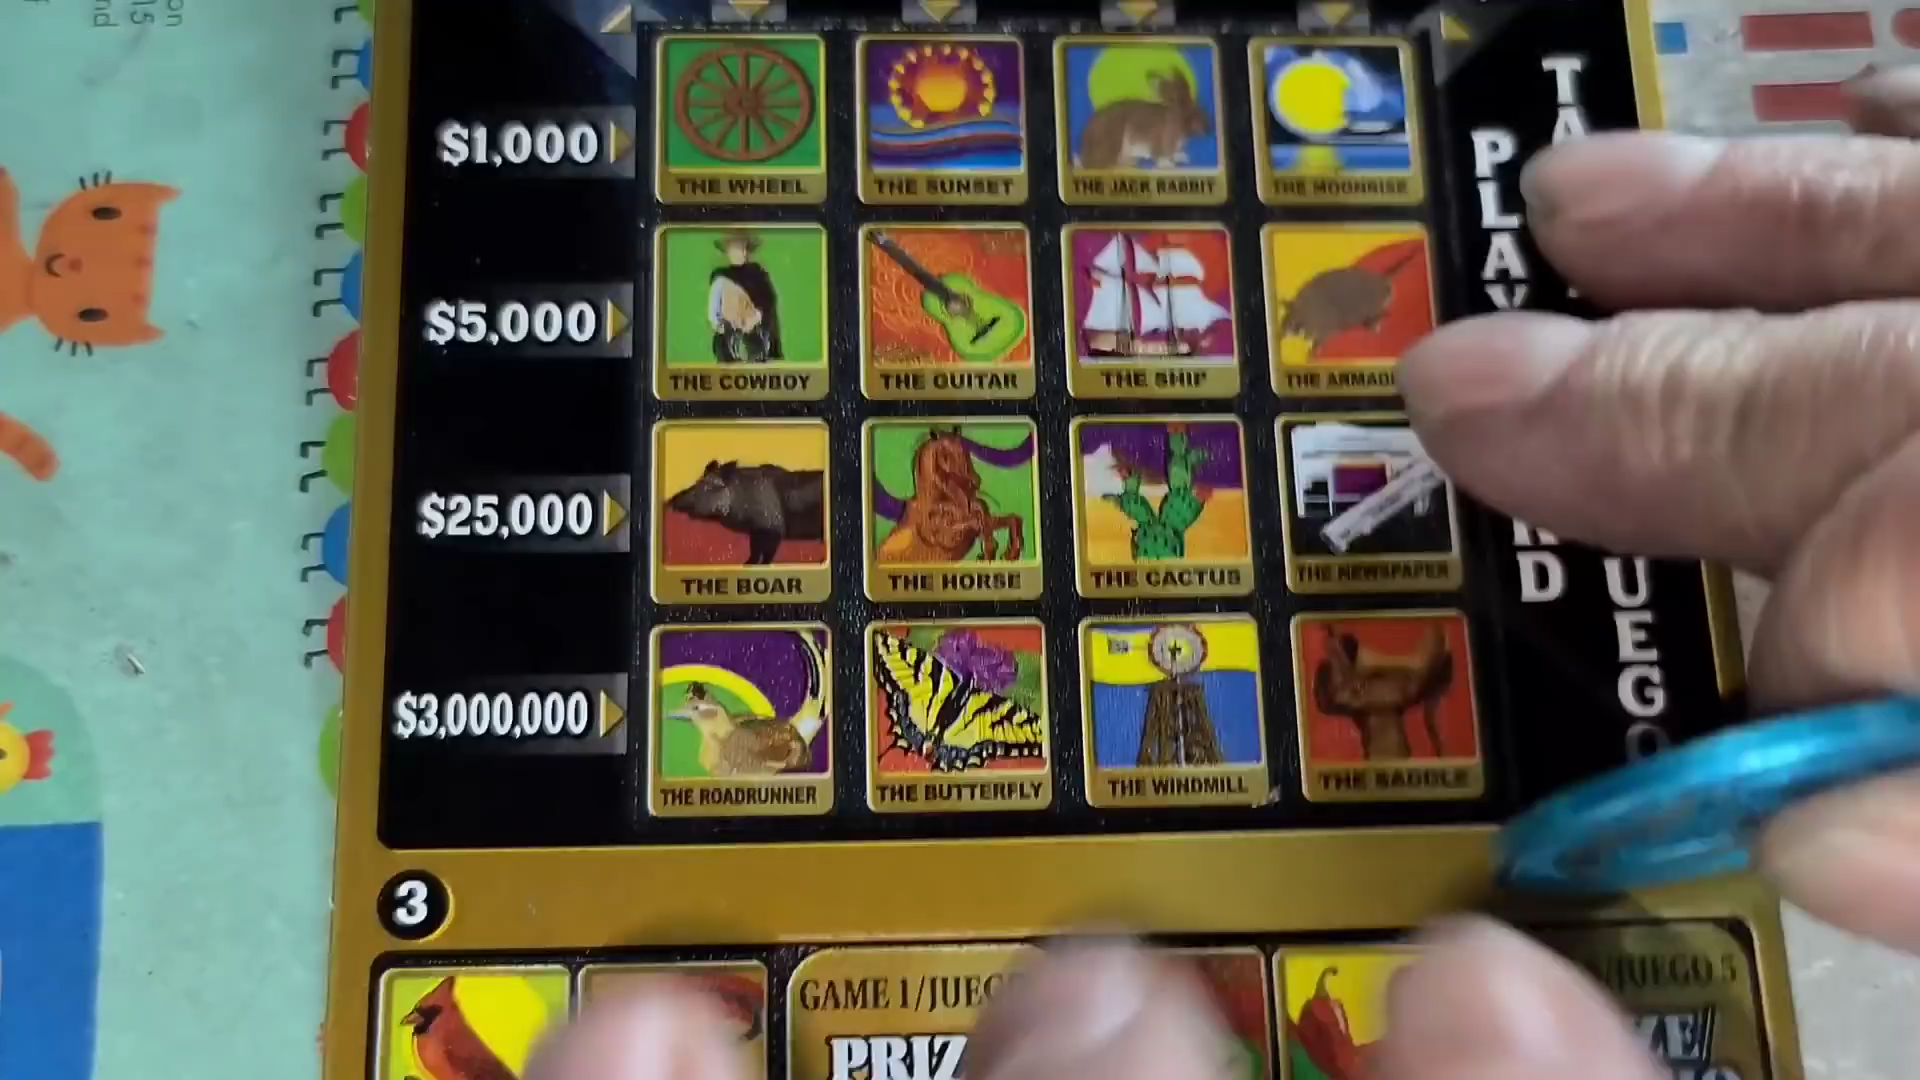 $1,000
THE WHEEL
THE SUNSET
THE JACK RABBIT
THE MOONRISE
$5,000
THE COWBOY
THE GUITAR
THE SHIP
$25,000
THE BOAR
THE HORSE
THE CACTUS
THE NEWSPAPER
$3,000,000
THE ROADRUNNER
THE BUTTERFLY
THE WINDMILL
THE SADDLE
3
GAME 1/
/JUEGO 5